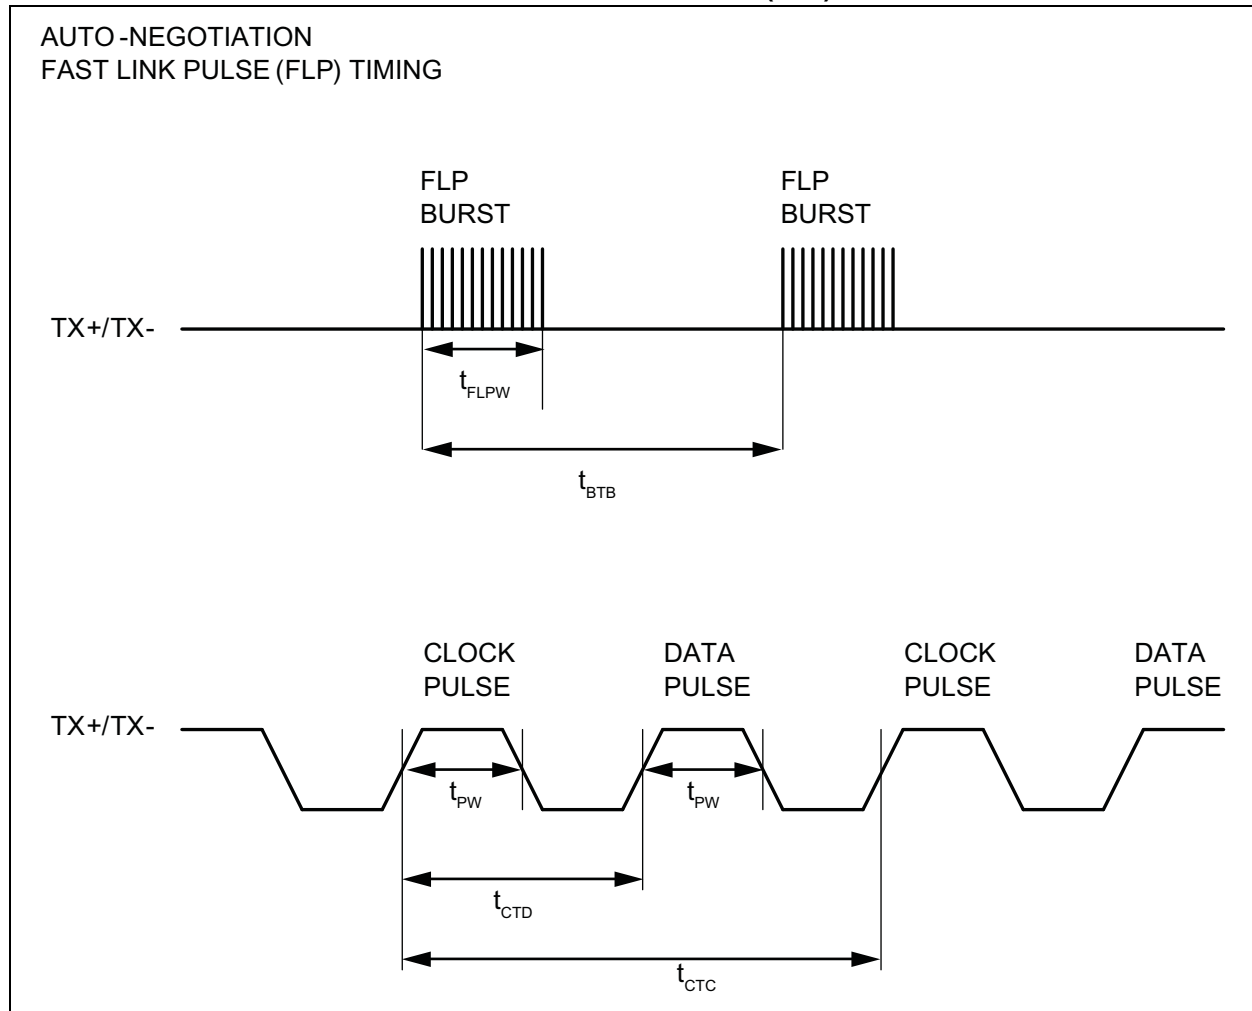 AUTO-NEGOTIATION
FAST LINK PULSE (FLP) TIMING
FLP
BURST
FLP
BURST
TX+/TX-
tFLPW
tBTB
CLOCK
PULSE
DATA
PULSE
CLOCK
PULSE
DATA
PULSE
TX+/TX-
tPW
tPW
tCTD
tCTC